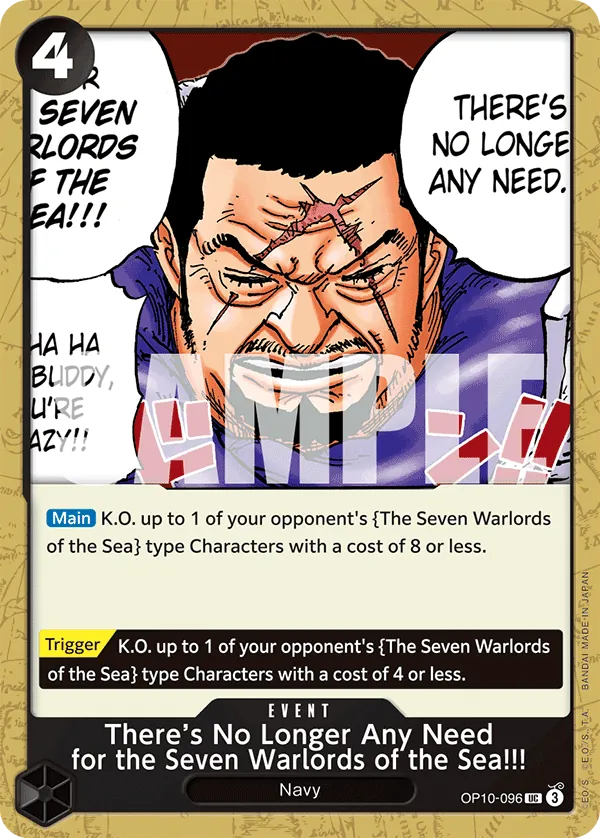 4
SEVEN
RLORDS
F THE
EA!!!
THERE'S
NO LONGE
ANY NEED.
HA HA
BUDDY,
U'RE
AZY!!
AMPLE
Main K.O. up to 1 of your opponent's {The Seven Warlords
of the Sea} type Characters with a cost of 8 or less.
Trigger K.O. up to 1 of your opponent's {The Seven Warlords
of the Sea} type Characters with a cost of 4 or less.
EVENT
There's No Longer Any Need
for the Seven Warlords of the Sea!!!
Navy
OP10-096 UC 3
©E.O./S., T.A. BANDAI MADE IN JAPAN